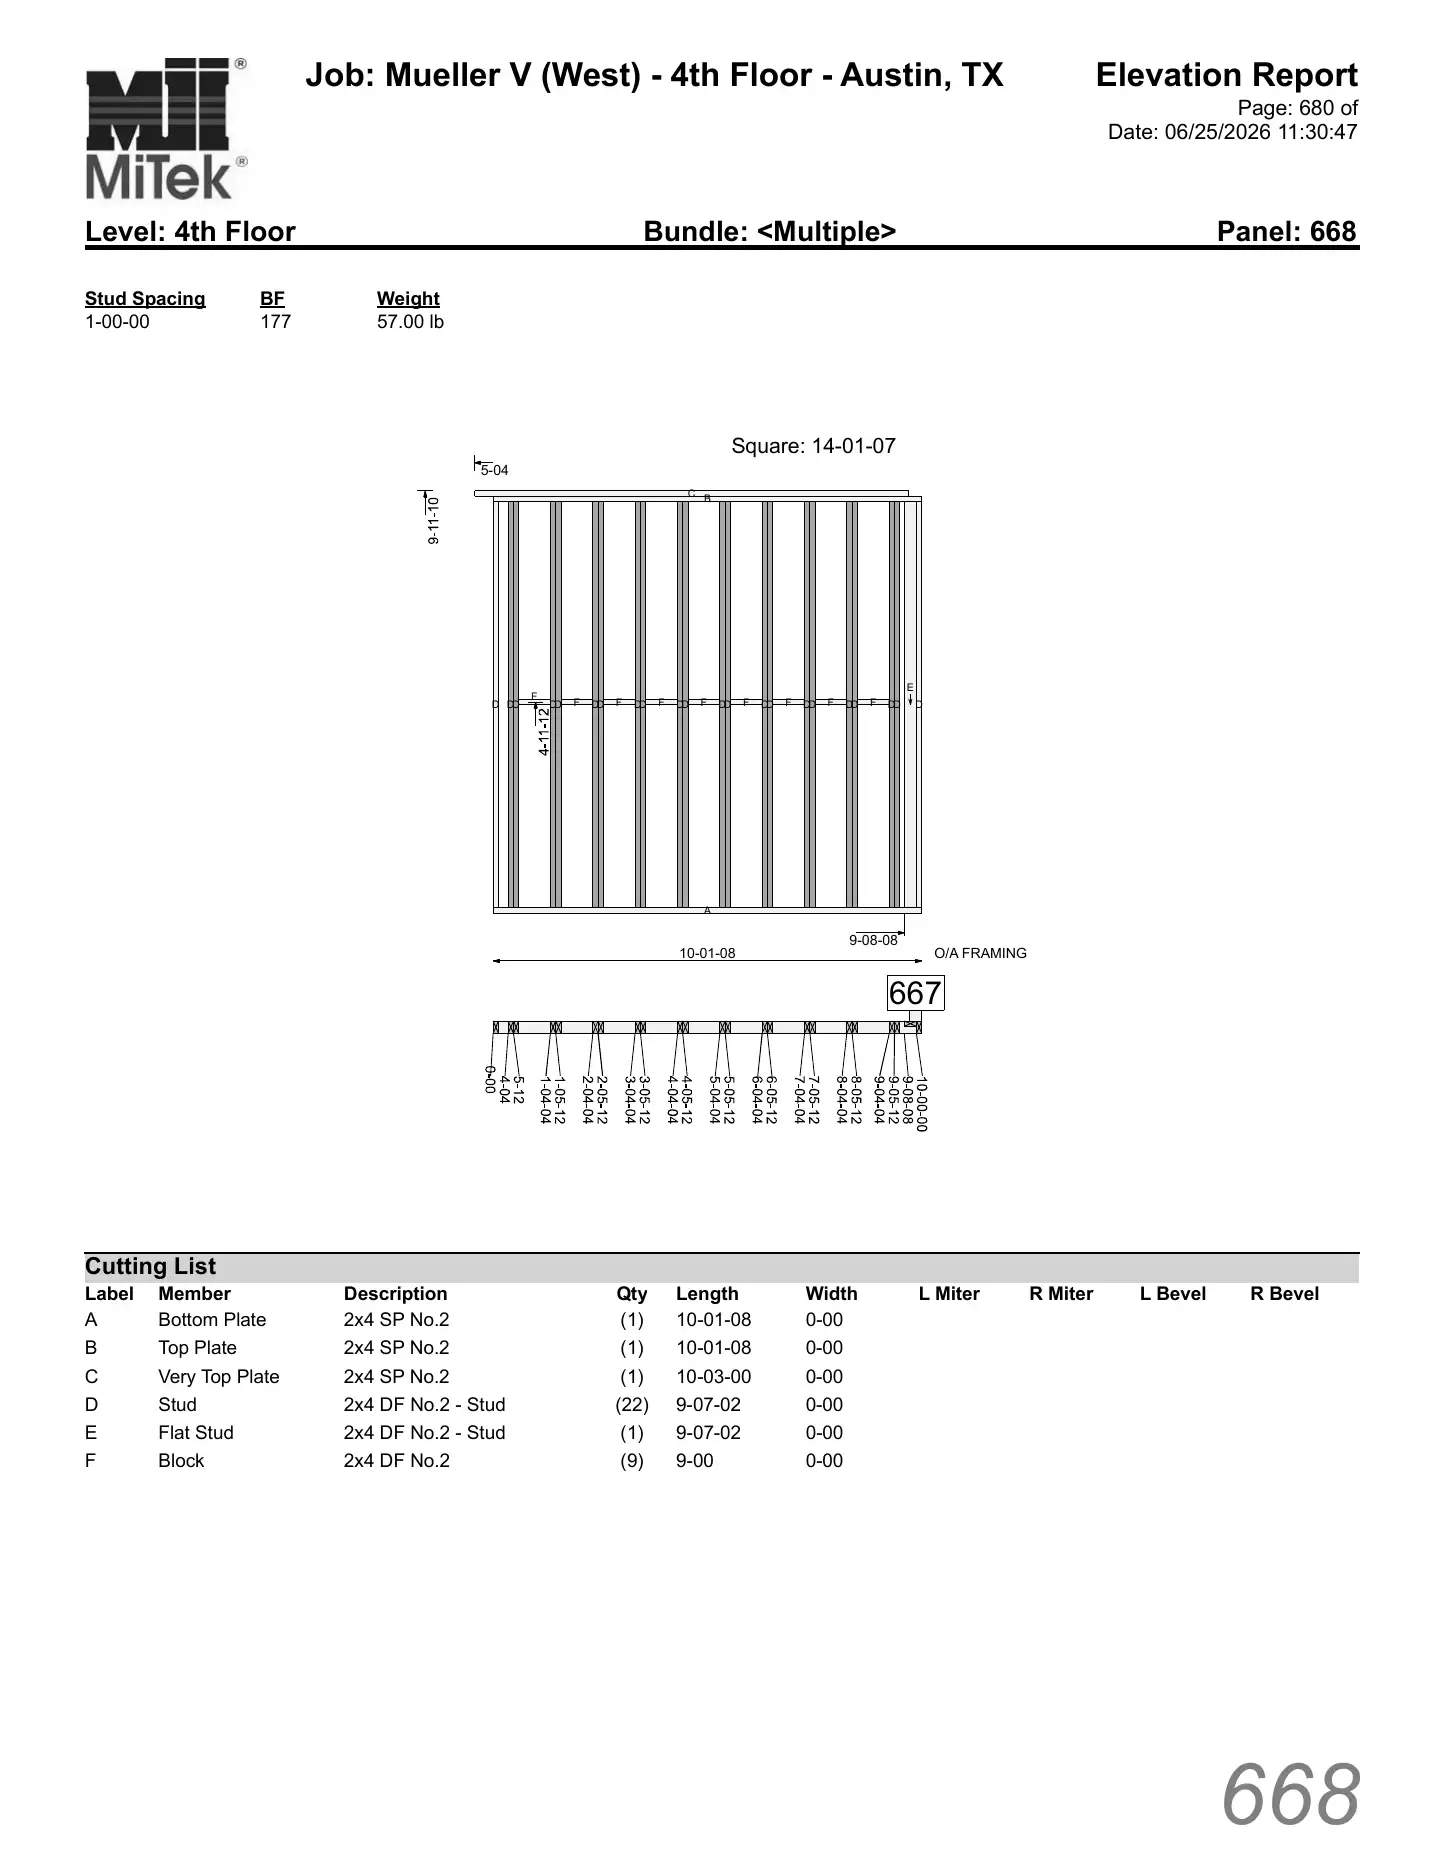 MiTek®
Job: Mueller V (West) - 4th Floor - Austin, TX
Elevation Report
Page: 680 of
Date: 06/25/2026 11:30:47
Level: 4th Floor Bundle: <Multiple> Panel: 668
Stud Spacing BF Weight
1-00-00 177 57.00 lb
Square: 14-01-07
5-04
C
B
9-11-10
E
F
D D D D D D D D D D D D D D D D D D D D D D
F F F F F F F F
4-11-12
A
9-08-08
10-01-08 O/A FRAMING
667
0-00
4-04
5-12
1-04-04
1-05-12
2-04-04
2-05-12
3-04-04
3-05-12
4-04-04
4-05-12
5-04-04
5-05-12
6-04-04
6-05-12
7-04-04
7-05-12
8-04-04
8-05-12
9-04-04
9-05-12
9-08-08
10-00-00
Cutting List
Label Member Description Qty Length Width L Miter R Miter L Bevel R Bevel
A Bottom Plate 2x4 SP No.2 (1) 10-01-08 0-00
B Top Plate 2x4 SP No.2 (1) 10-01-08 0-00
C Very Top Plate 2x4 SP No.2 (1) 10-03-00 0-00
D Stud 2x4 DF No.2 - Stud (22) 9-07-02 0-00
E Flat Stud 2x4 DF No.2 - Stud (1) 9-07-02 0-00
F Block 2x4 DF No.2 (9) 9-00 0-00
668